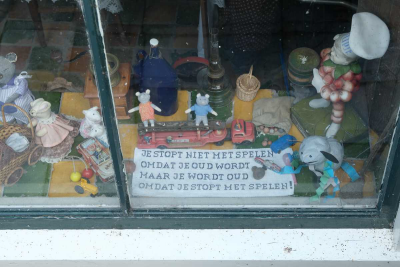 JE STOPT NIET MET SPELEN
OMDAT JE OUD WORDT
MAAR JE WORDT OUD
OMDAT JE STOPT MET SPELEN!